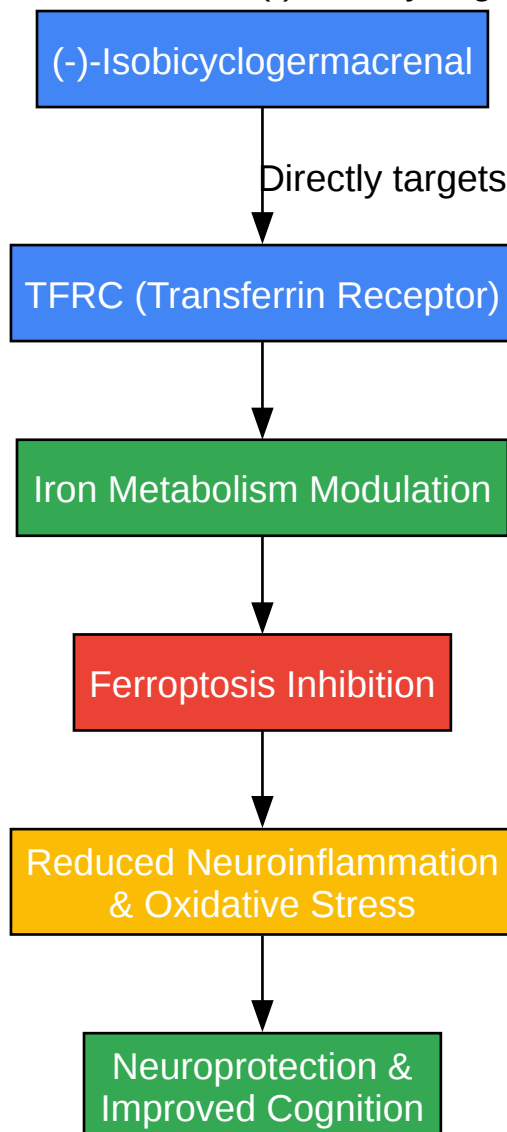 (-)-Isobicyclogermacrenal
Directly targets
TFRC (Transferrin Receptor)
Iron Metabolism Modulation
Ferroptosis Inhibition
Reduced Neuroinflammation
& Oxidative Stress
Neuroprotection &
Improved Cognition